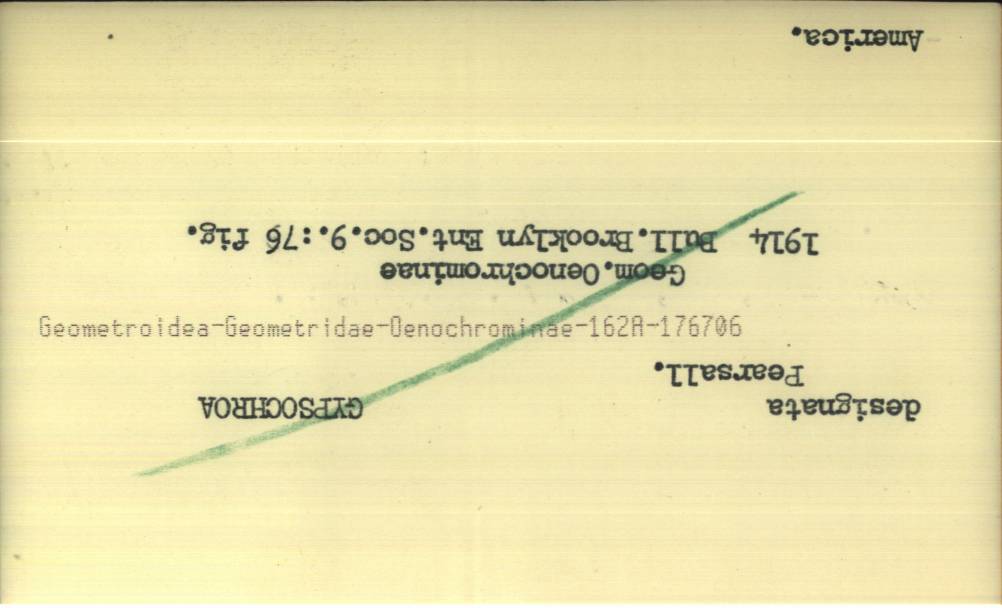 designata GYPSOCHROA
Pearsall.
Geom.Oenochrominae
1914 Bull.Brooklyn Ent.Soc.9.:76 fig.
America.
Geometroidea-Geometridae-Oenochrominae-162A-176706